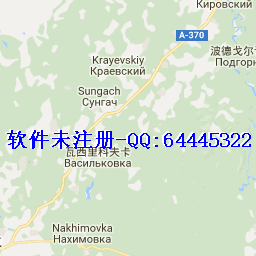 Кировский
A-370
波德戈尔
Подгорн
Krayevskiy
Краевский
Sungach
Сунгач
软件未注册-QQ:64445322
瓦西里科夫卡
Васильковка
Nakhimovka
Нахимовка